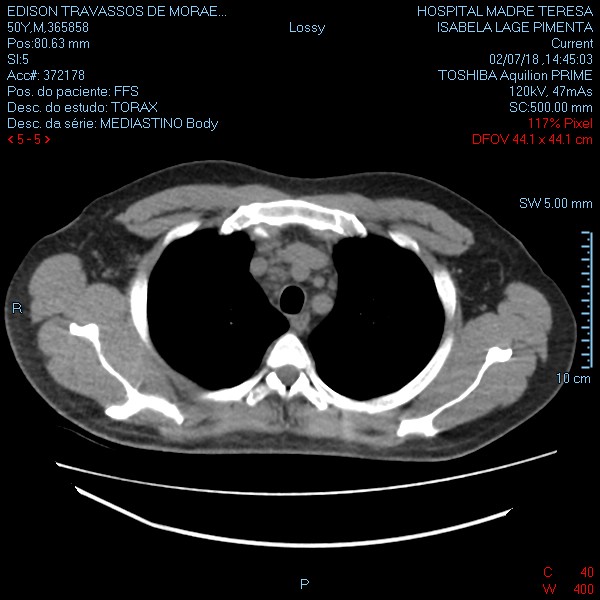 EDISON TRAVASSOS DE MORAE...
50Y,M,365858
Pos:80.63 mm
SI:5
Acc#: 372178
Pos. do paciente: FFS
Desc. do estudo: TORAX
Desc. da série: MEDIASTINO Body
< 5 - 5 >
Lossy
HOSPITAL MADRE TERESA
ISABELA LAGE PIMENTA
Current
02/07/18 ,14:45:03
TOSHIBA Aquilion PRIME
120kV, 47mAs
SC:500.00 mm
117% Pixel
DFOV 44.1 x 44.1 cm
SW 5.00 mm
R
10 cm
P
C 40
W 400